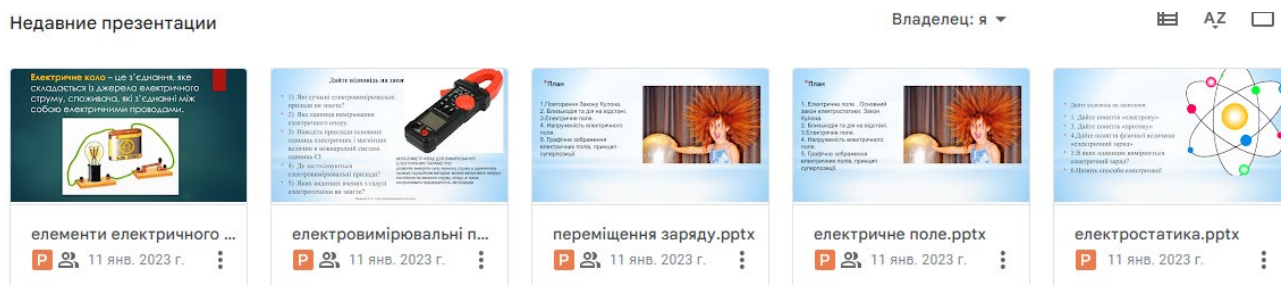 Недавние презентации
Владелец: я
AZ
Електричне коло – це з’єднання, яке
складається із джерела електричного
струму, споживача, які з’єднанні між
собою електричними проводами.
Дайте відповідь на запи
1) Які сучасні електровимірювальні
прилади ви знаєте?
2) Яка одиниця вимірювання
електричного опору?
3) Наведіть приклади основних
одиниць електричних і магнітних
величин в міжнародній системі
одиниць СІ.
4) Де застосовуються
електровимірювальні прилади?
5) Яких видатних вчених з галузі
електротехніки ви знаєте?
*План
1.Повторення Закону Кулона.
2. Близькодія та дія на відстані.
3.Електричне поле.
4. Напруженість електричного
поля.
5. Графічне зображення
електричних полів, принцип
суперпозиції.
*План
1. Електричне поле . Основний
закон електростатики. Закон
Кулона.
2. Близькодія та дія на відстані.
3.Електричне поле.
4. Напруженість електричного
поля.
5. Графічне зображення
електричних полів, принцип
суперпозиції.
Дайте відповідь на запитання
1. Дайте поняття «електрону»
3. Дайте поняття «протону»
4.Дайте поняття фізичної величини
«електричний заряд»
5.В яких одиницях вимірюється
електричний заряд?
6.Назвіть способи електризації
елементи електричного ...
P 11 янв. 2023 г.
електровимірювальні п...
P 11 янв. 2023 г.
переміщення заряду.pptx
P 11 янв. 2023 г.
електричне поле.pptx
P 11 янв. 2023 г.
електростатика.pptx
P 11 янв. 2023 г.